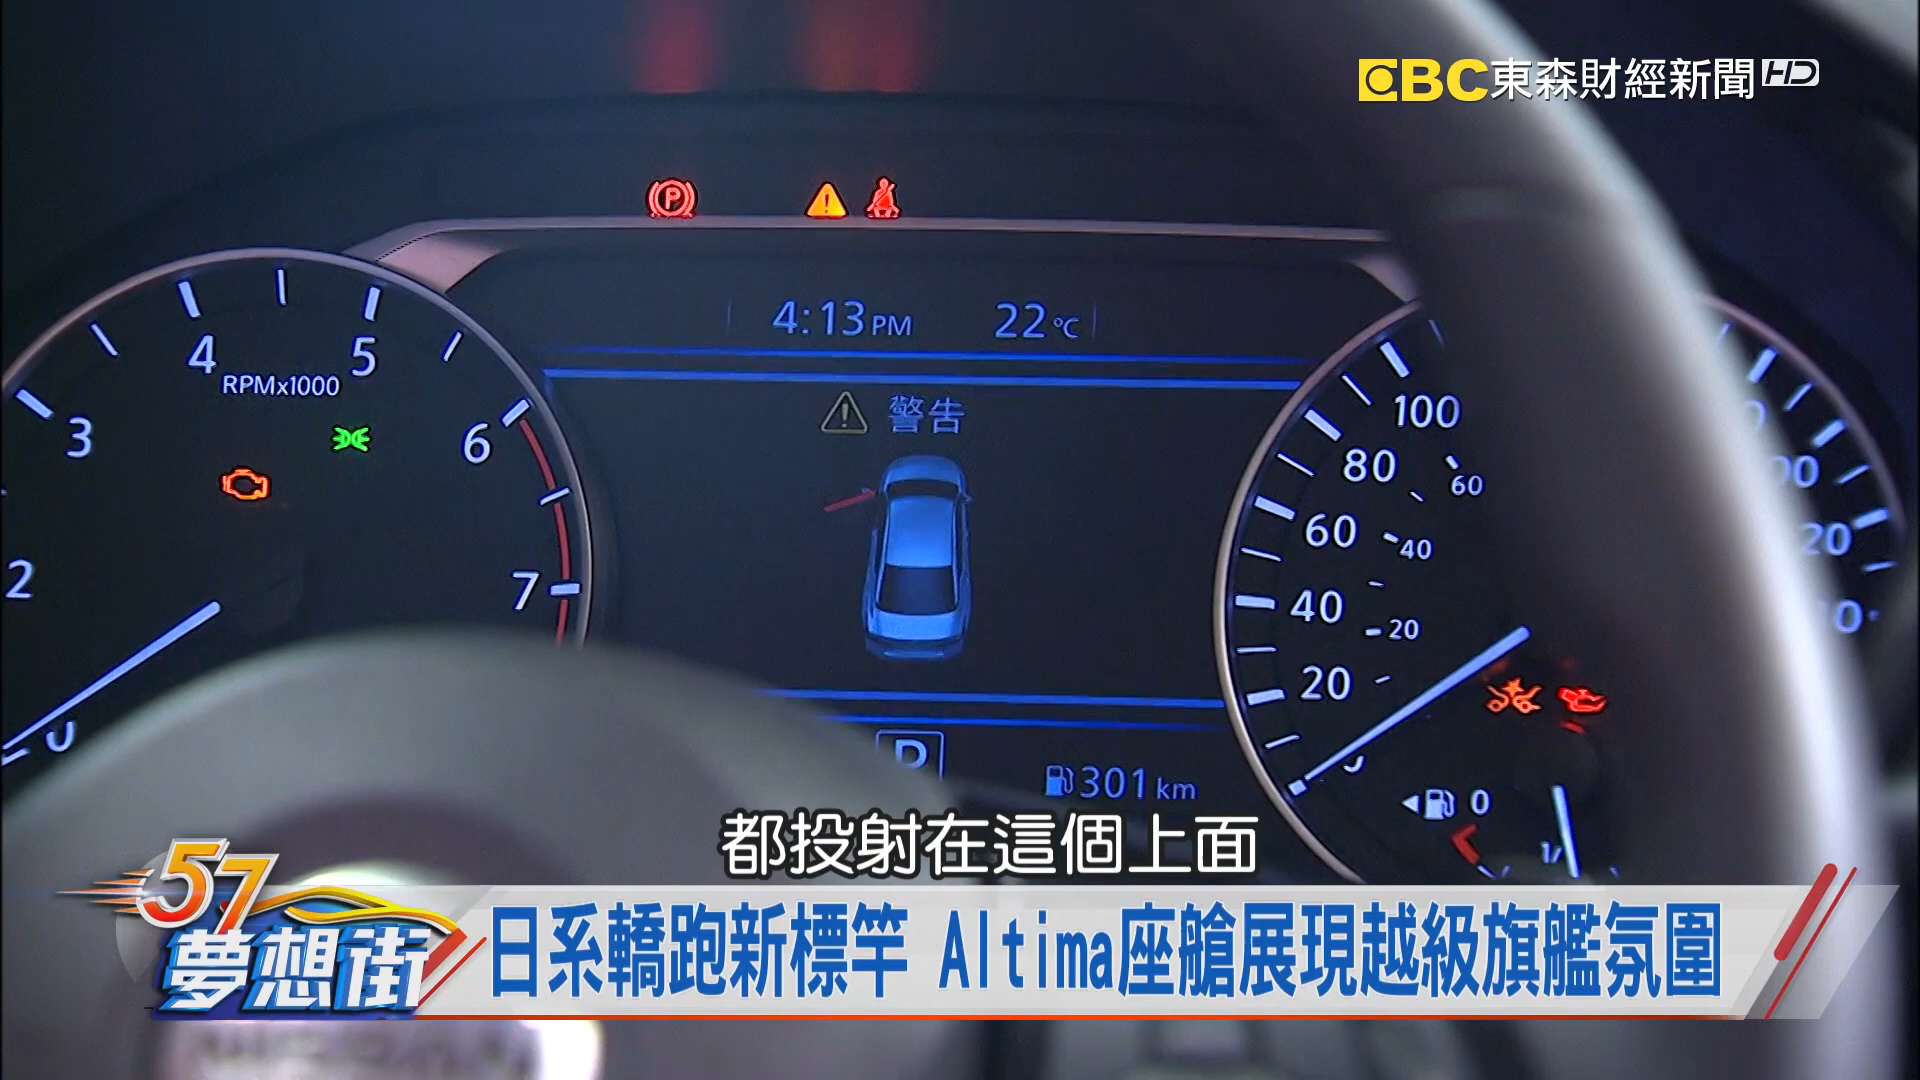 EBC東森財經新聞HD
P
4:13PM 22℃
4 RPMx1000 5
3 6
2 7
警告
100
80 60
60 40
40 20
20
P
301km
0
都投射在這個上面
57夢想街
日系轎跑新標竿 Altima座艙展現越級旗艦氛圍